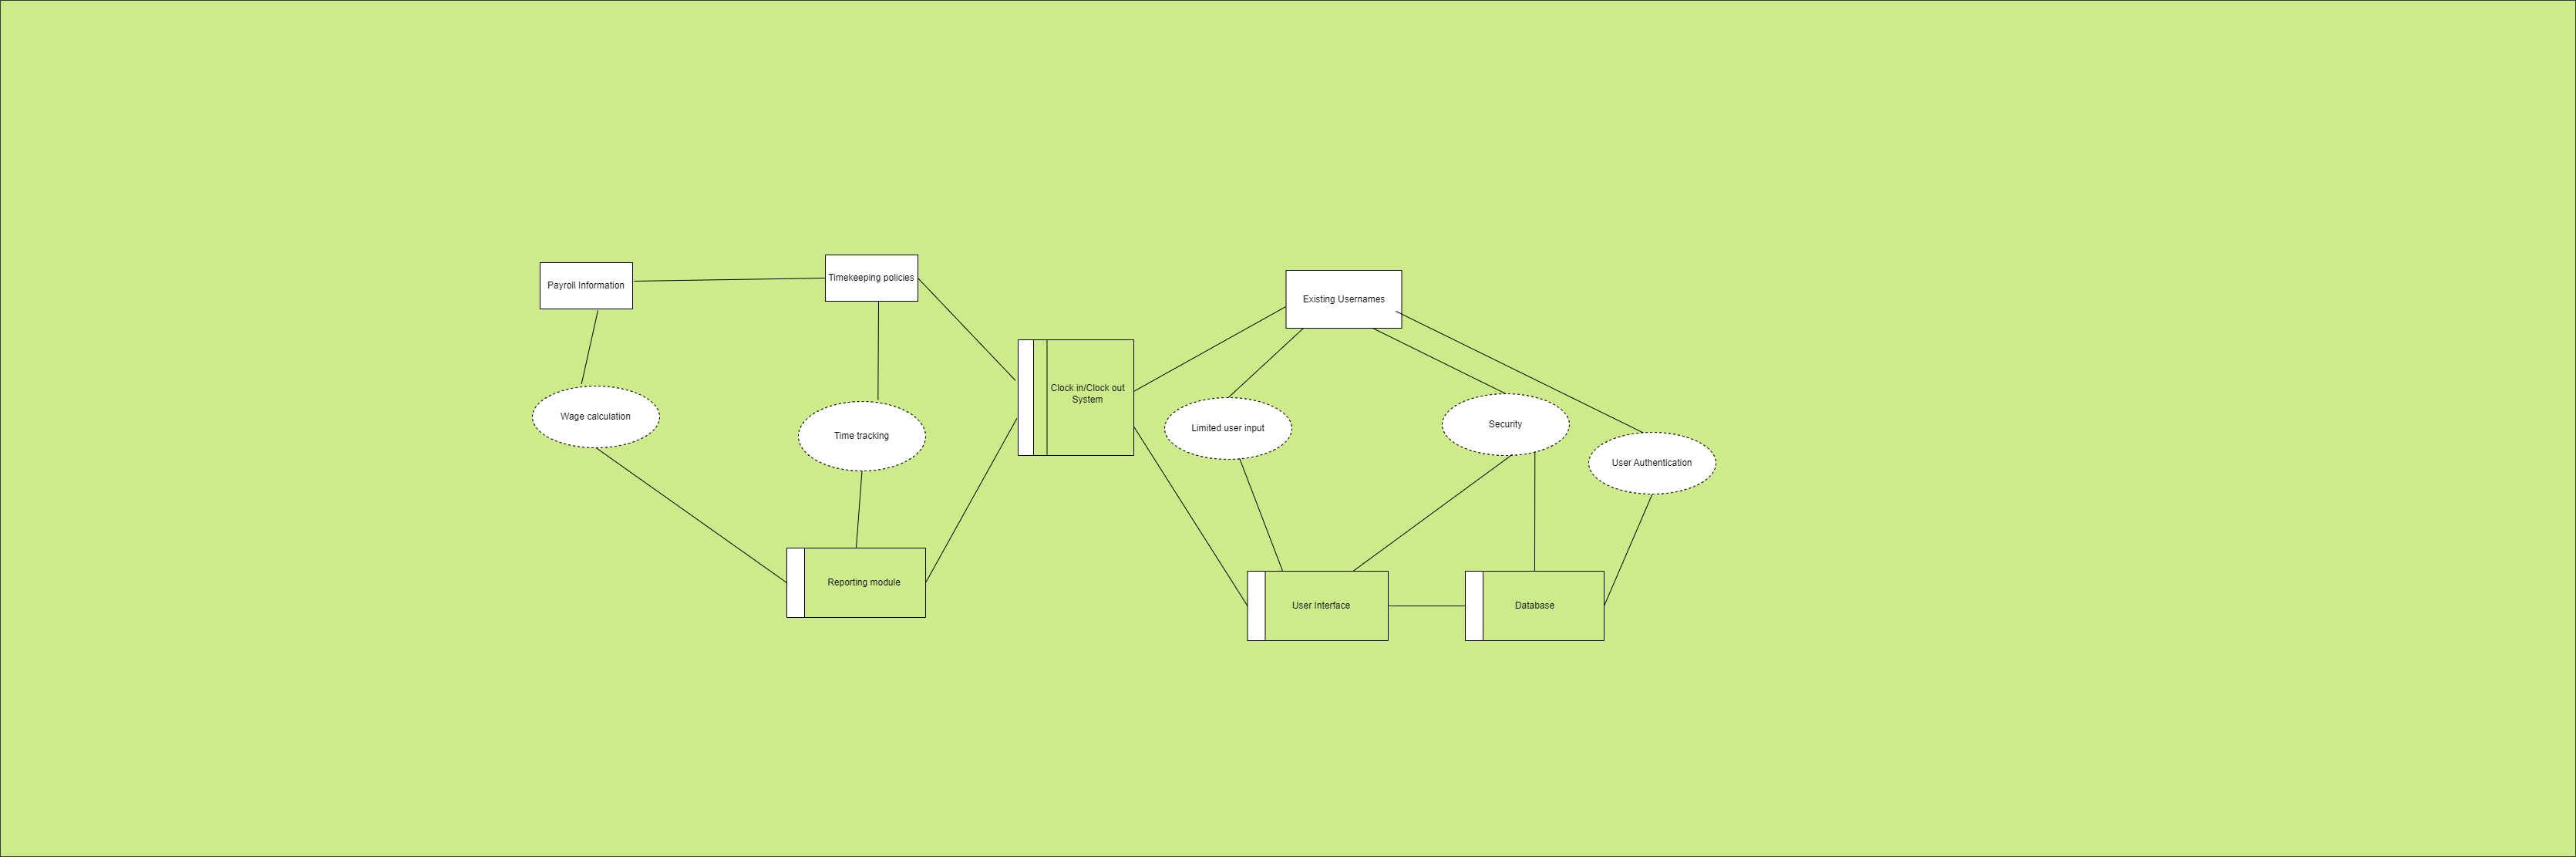 Payroll Information
Timekeeping policies
Existing Usernames
Clock in/Clock out
System
Wage calculation
Time tracking
Limited user input
Security
User Authentication
Reporting module
User Interface
Database